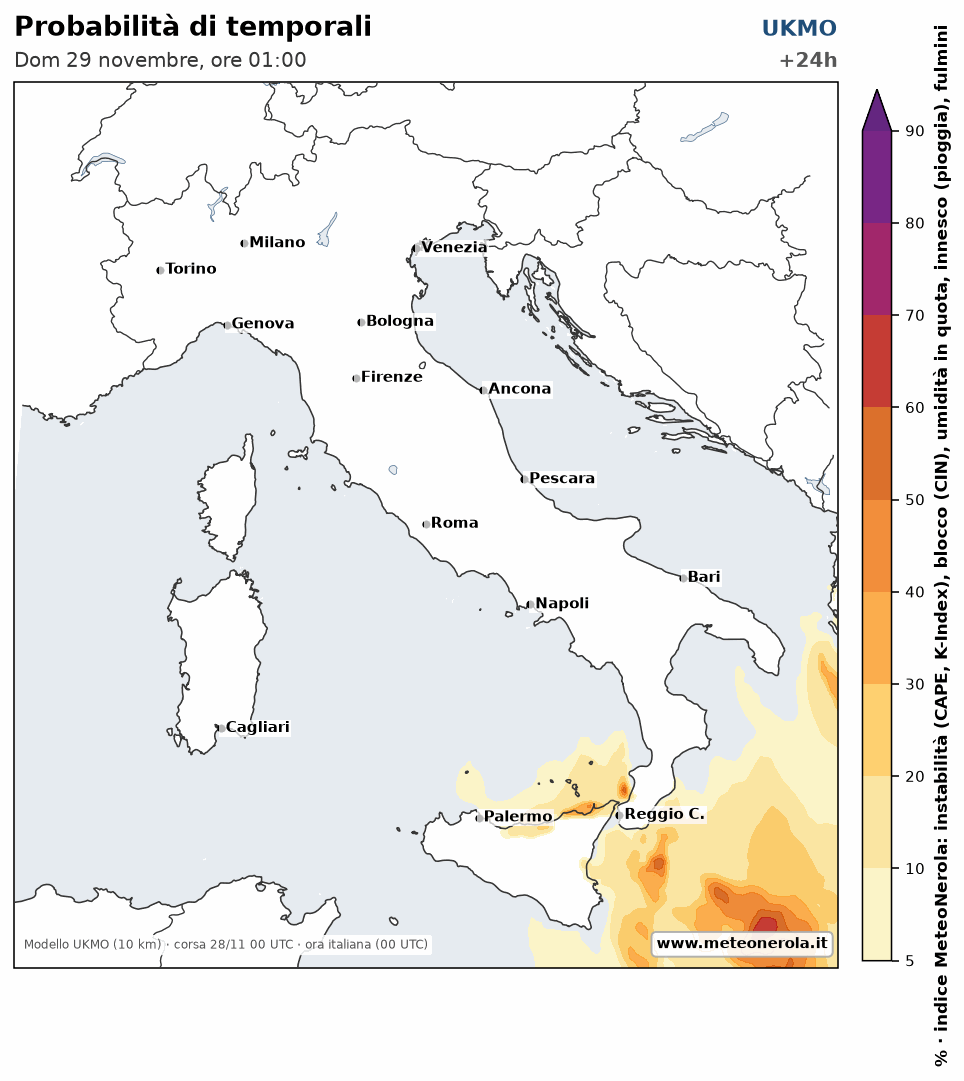 Probabilità di temporali
UKMO
Dom 29 novembre, ore 01:00
+24h
90
80
70
60
50
40
30
20
10
5
% · indice MeteoNerola: instabilità (CAPE, K-Index), blocco (CIN), umidità in quota, innesco (pioggia), fulmini
Milano
Venezia
Torino
Genova
Bologna
Firenze
Ancona
Pescara
Roma
Bari
Napoli
Cagliari
Palermo
Reggio C.
Modello UKMO (10 km) · corsa 28/11 00 UTC · ora italiana (00 UTC)
www.meteonerola.it